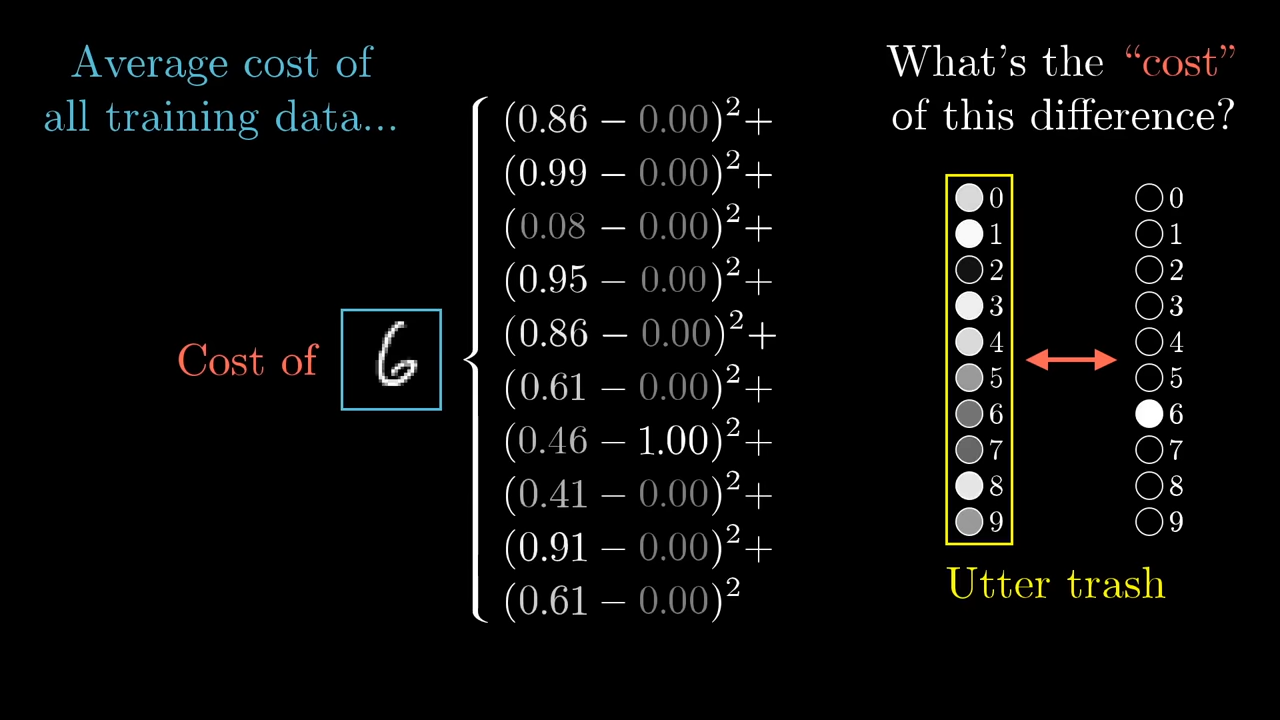 Average cost of
all training data...
What's the “cost”
of this difference?
Cost of
6
(0.86 − 0.00)²+
(0.99 − 0.00)²+
(0.08 − 0.00)²+
(0.95 − 0.00)²+
(0.86 − 0.00)²+
(0.61 − 0.00)²+
(0.46 − 1.00)²+
(0.41 − 0.00)²+
(0.91 − 0.00)²+
(0.61 − 0.00)²
0
1
2
3
4
5
6
7
8
9
0
1
2
3
4
5
6
7
8
9
Utter trash